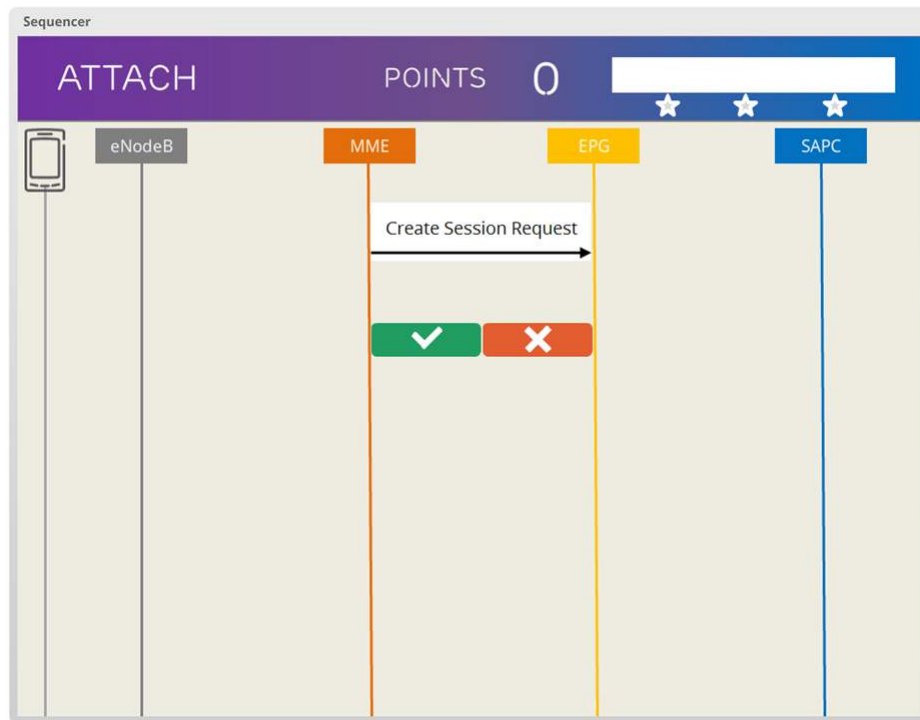 Sequencer
ATTACH POINTS 0
eNodeB MME EPG SAPC
Create Session Request